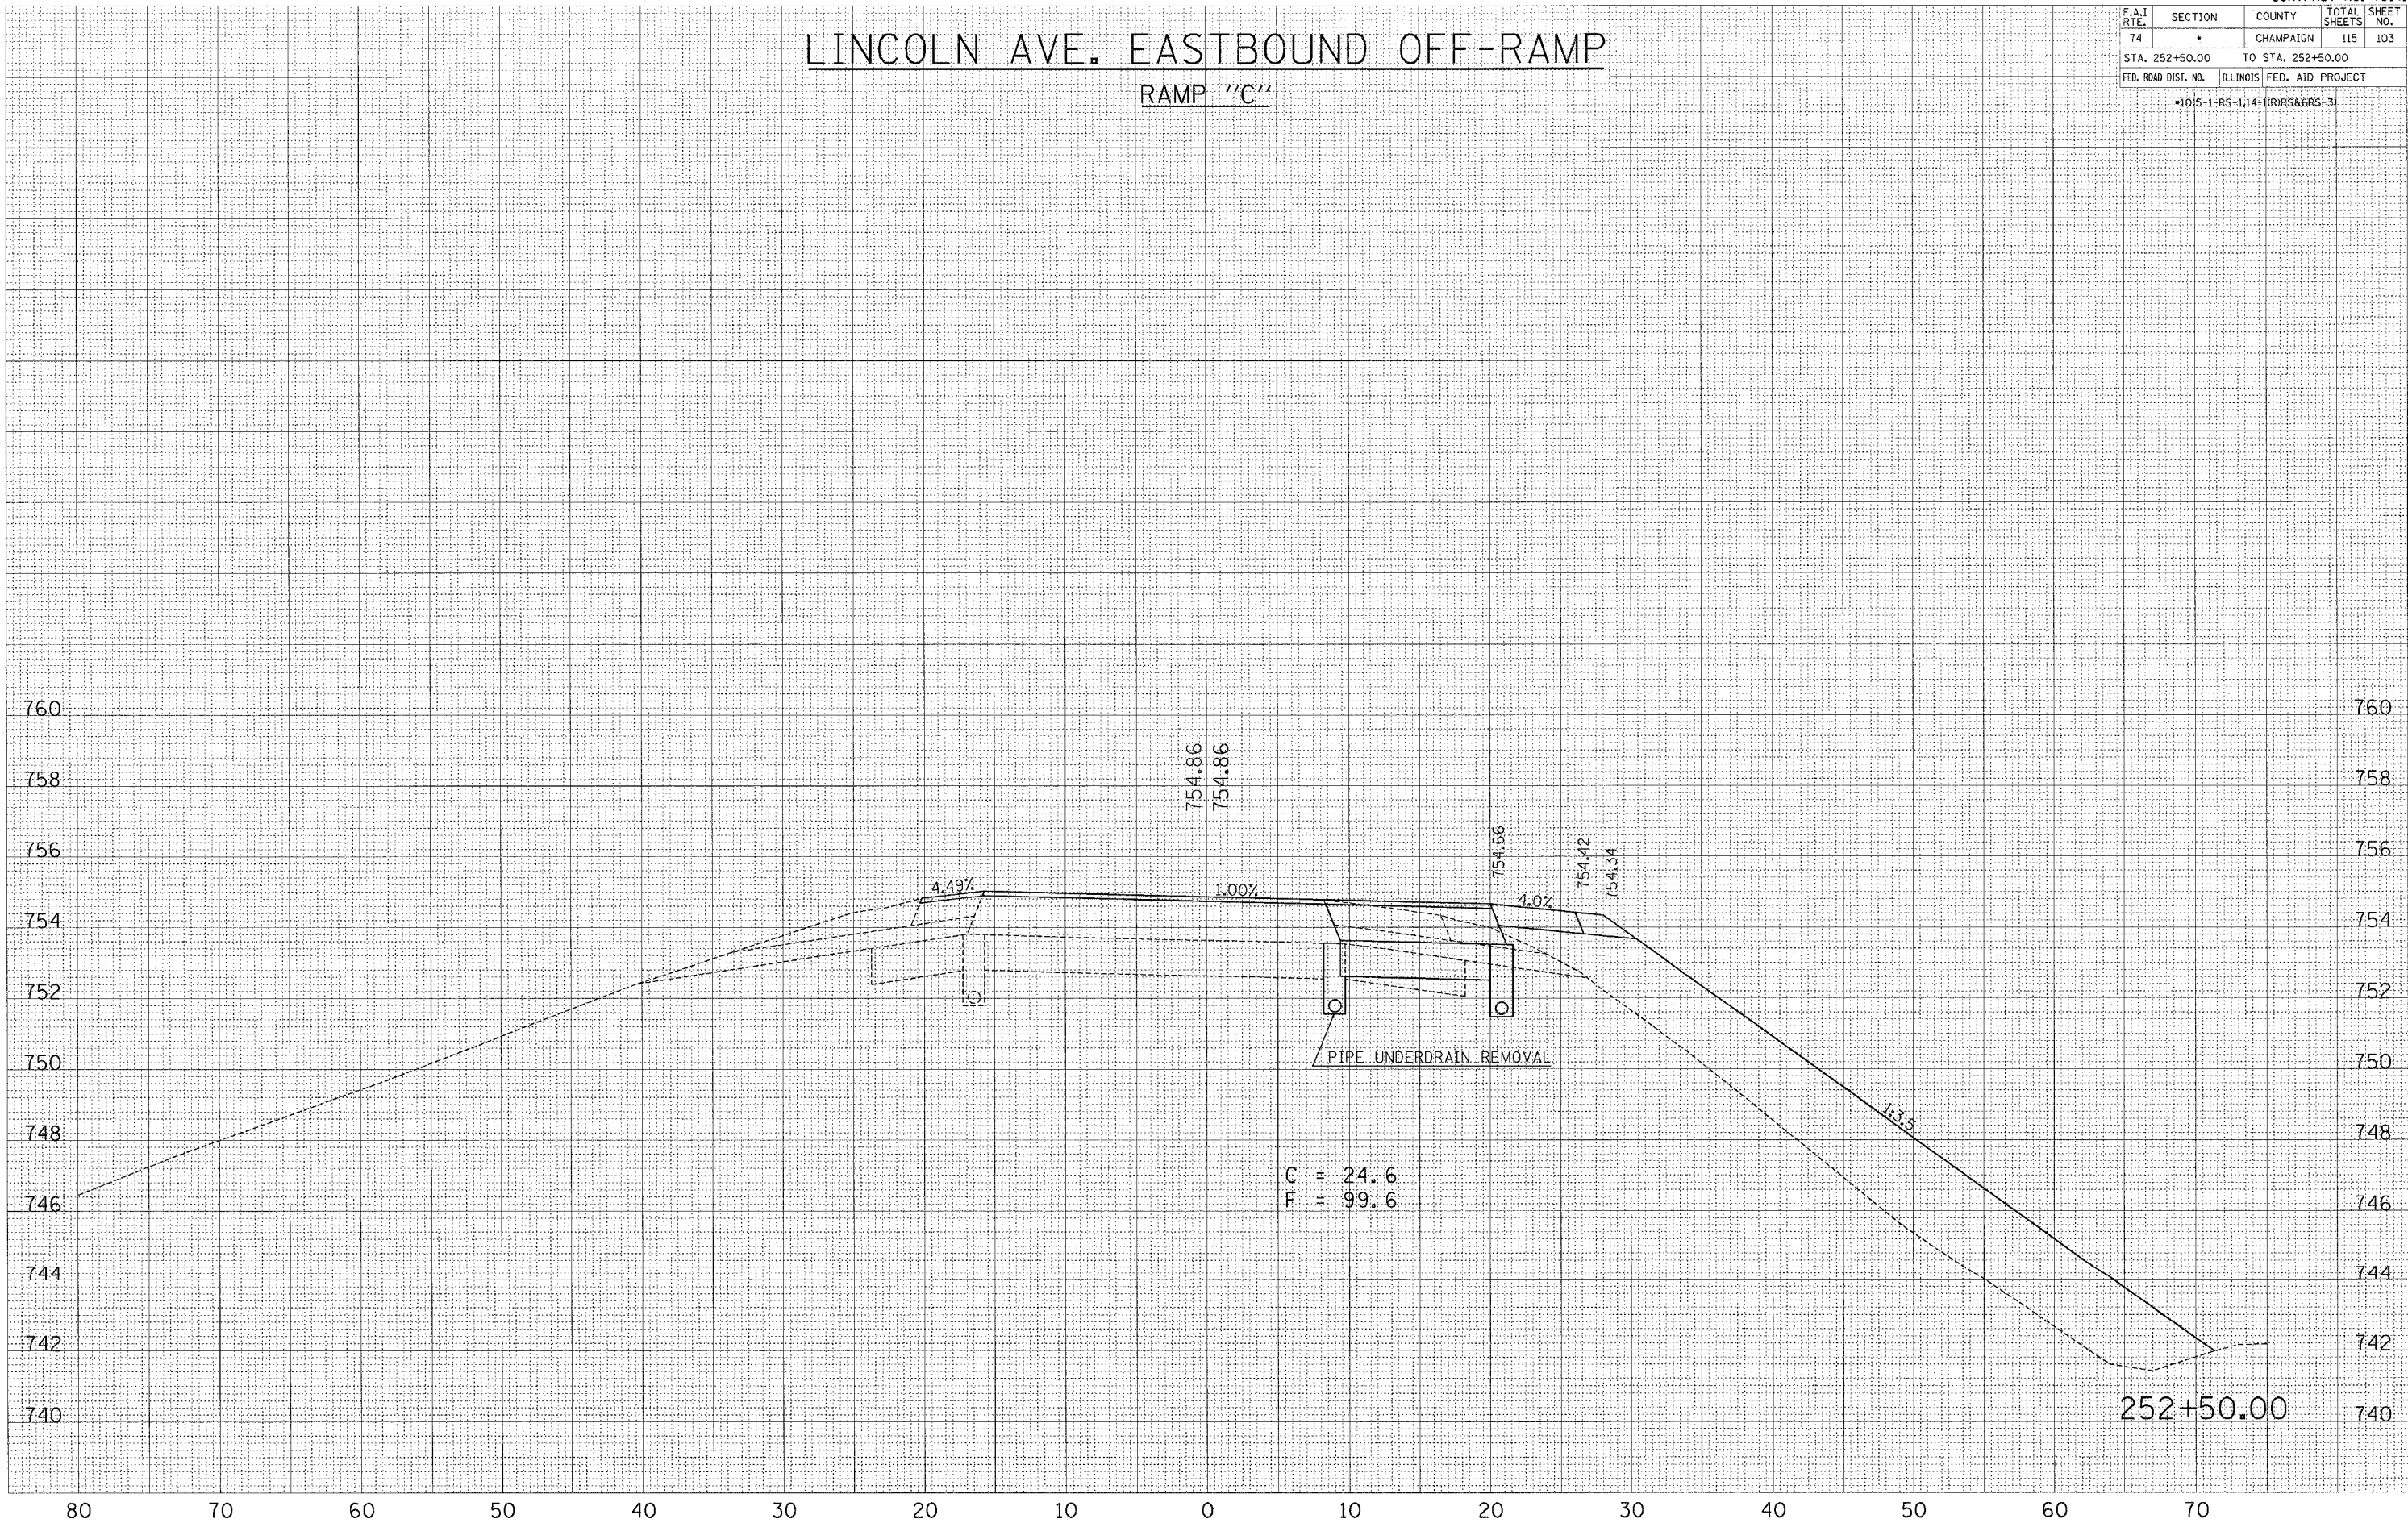 F.A.I RTE. SECTION COUNTY TOTAL SHEETS SHEET NO.
74 * CHAMPAIGN 115 103
STA. 252+50.00 TO STA. 252+50.00
FED. ROAD DIST. NO. ILLINOIS FED. AID PROJECT
LINCOLN AVE. EASTBOUND OFF-RAMP
RAMP "C"
760 760
754.86
754.86
758 758
756 756
754.66
754.42
754.34
4.49% 1.00% 4.0%
754 754
752 752
PIPE UNDERDRAIN REMOVAL
750 750
1:3.5
748 748
C = 24.6
F = 99.6
746 746
744 744
742 742
252+50.00
740 740
80 70 60 50 40 30 20 10 0 10 20 30 40 50 60 70